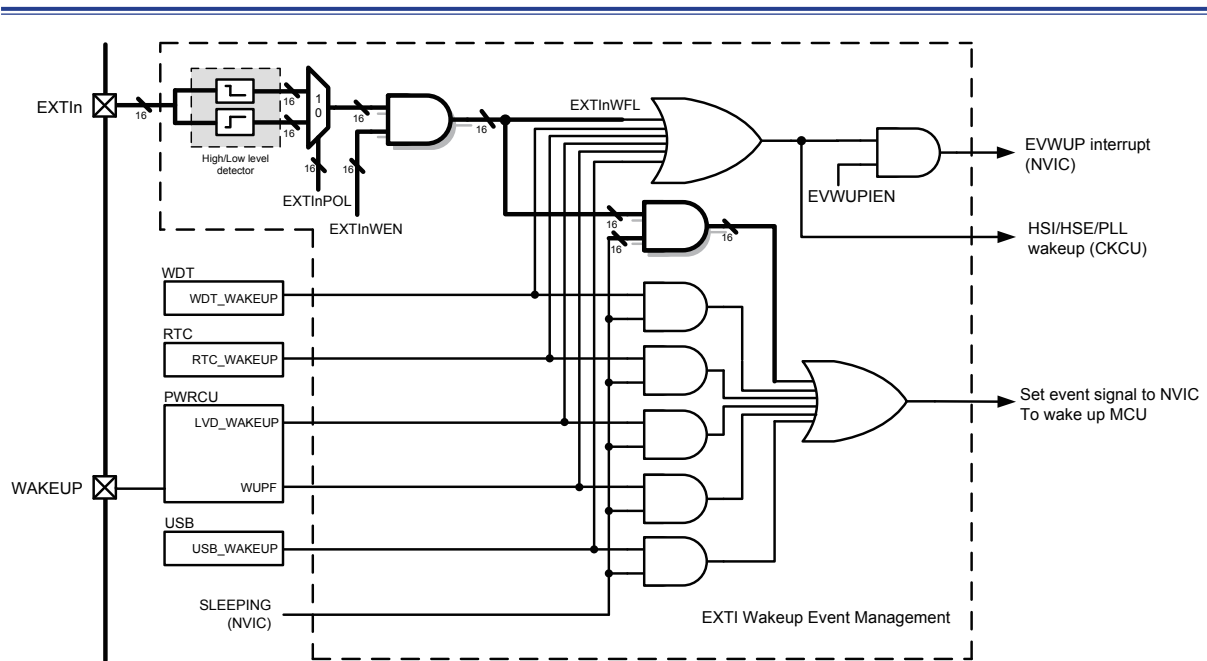 EXTIn
16
High/Low level
detector
16
16
1
0
16
EXTInPOL
16
16
EXTInWEN
16
EXTInWFL
EVWUPIEN
EVWUP interrupt
(NVIC)
16
16
16
HSI/HSE/PLL
wakeup (CKCU)
WDT
WDT_WAKEUP
RTC
RTC_WAKEUP
PWRCU
LVD_WAKEUP
WUPF
WAKEUP
Set event signal to NVIC
To wake up MCU
USB
USB_WAKEUP
SLEEPING
(NVIC)
EXTI Wakeup Event Management